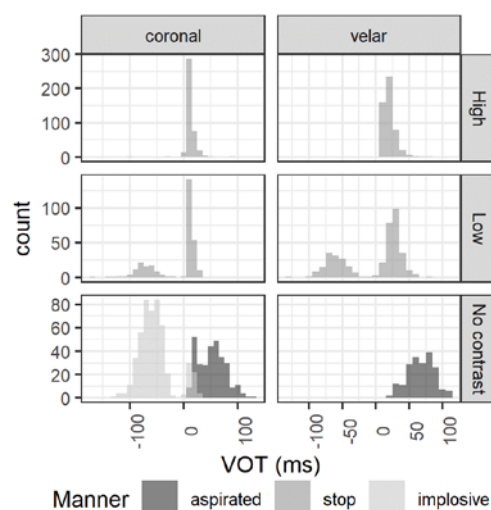 coronal velar
300
200
100
0
High
100
50
0
Low
80
60
40
20
0
No contrast
count
-100 0 100 -100 -50 0 50 100
VOT (ms)
Manner aspirated stop implosive